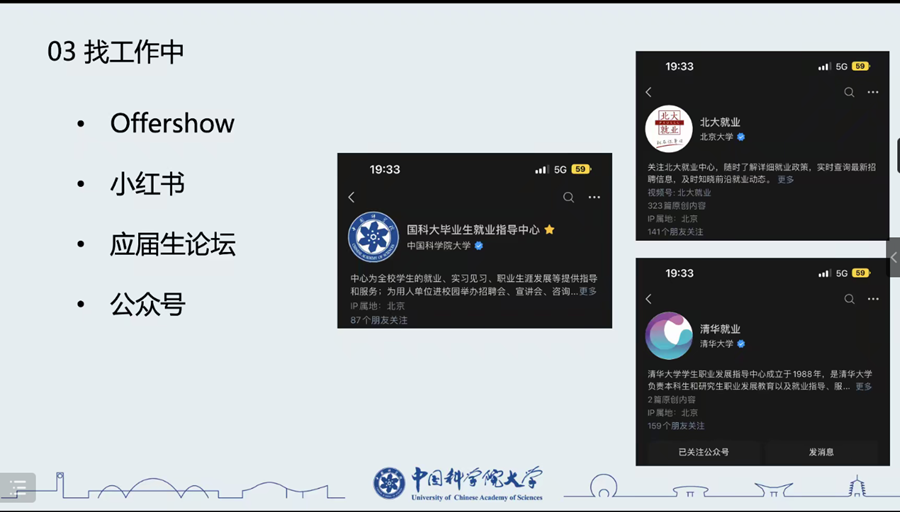 03 找工作中
• Offershow
• 小红书
• 应届生论坛
• 公众号
19:33 5G 59
国科大毕业生就业指导中心
中国科学院大学
中心为全校学生的就业、实习见习、职业生涯发展等提供指导
和服务；为用人单位进校园举办招聘会、宣讲会、咨询...更多
IP属地：北京
87个朋友关注
19:33 5G 59
北大
就业
北大就业
北京大学
关注北大就业中心，随时了解详细就业政策，实时查询最新招
聘信息，及时知晓前沿就业动态。 更多
视频号: 北大就业
323篇原创内容
IP属地：北京
141个朋友关注
19:33 5G 59
清华就业
清华大学
清华大学学生职业发展指导中心成立于1988年，是清华大学
负责本科生和研究生职业发展教育以及就业指导、服... 更多
2篇原创内容
IP属地：北京
159个朋友关注
已关注公众号 发消息
中国科学院大学
University of Chinese Academy of Sciences